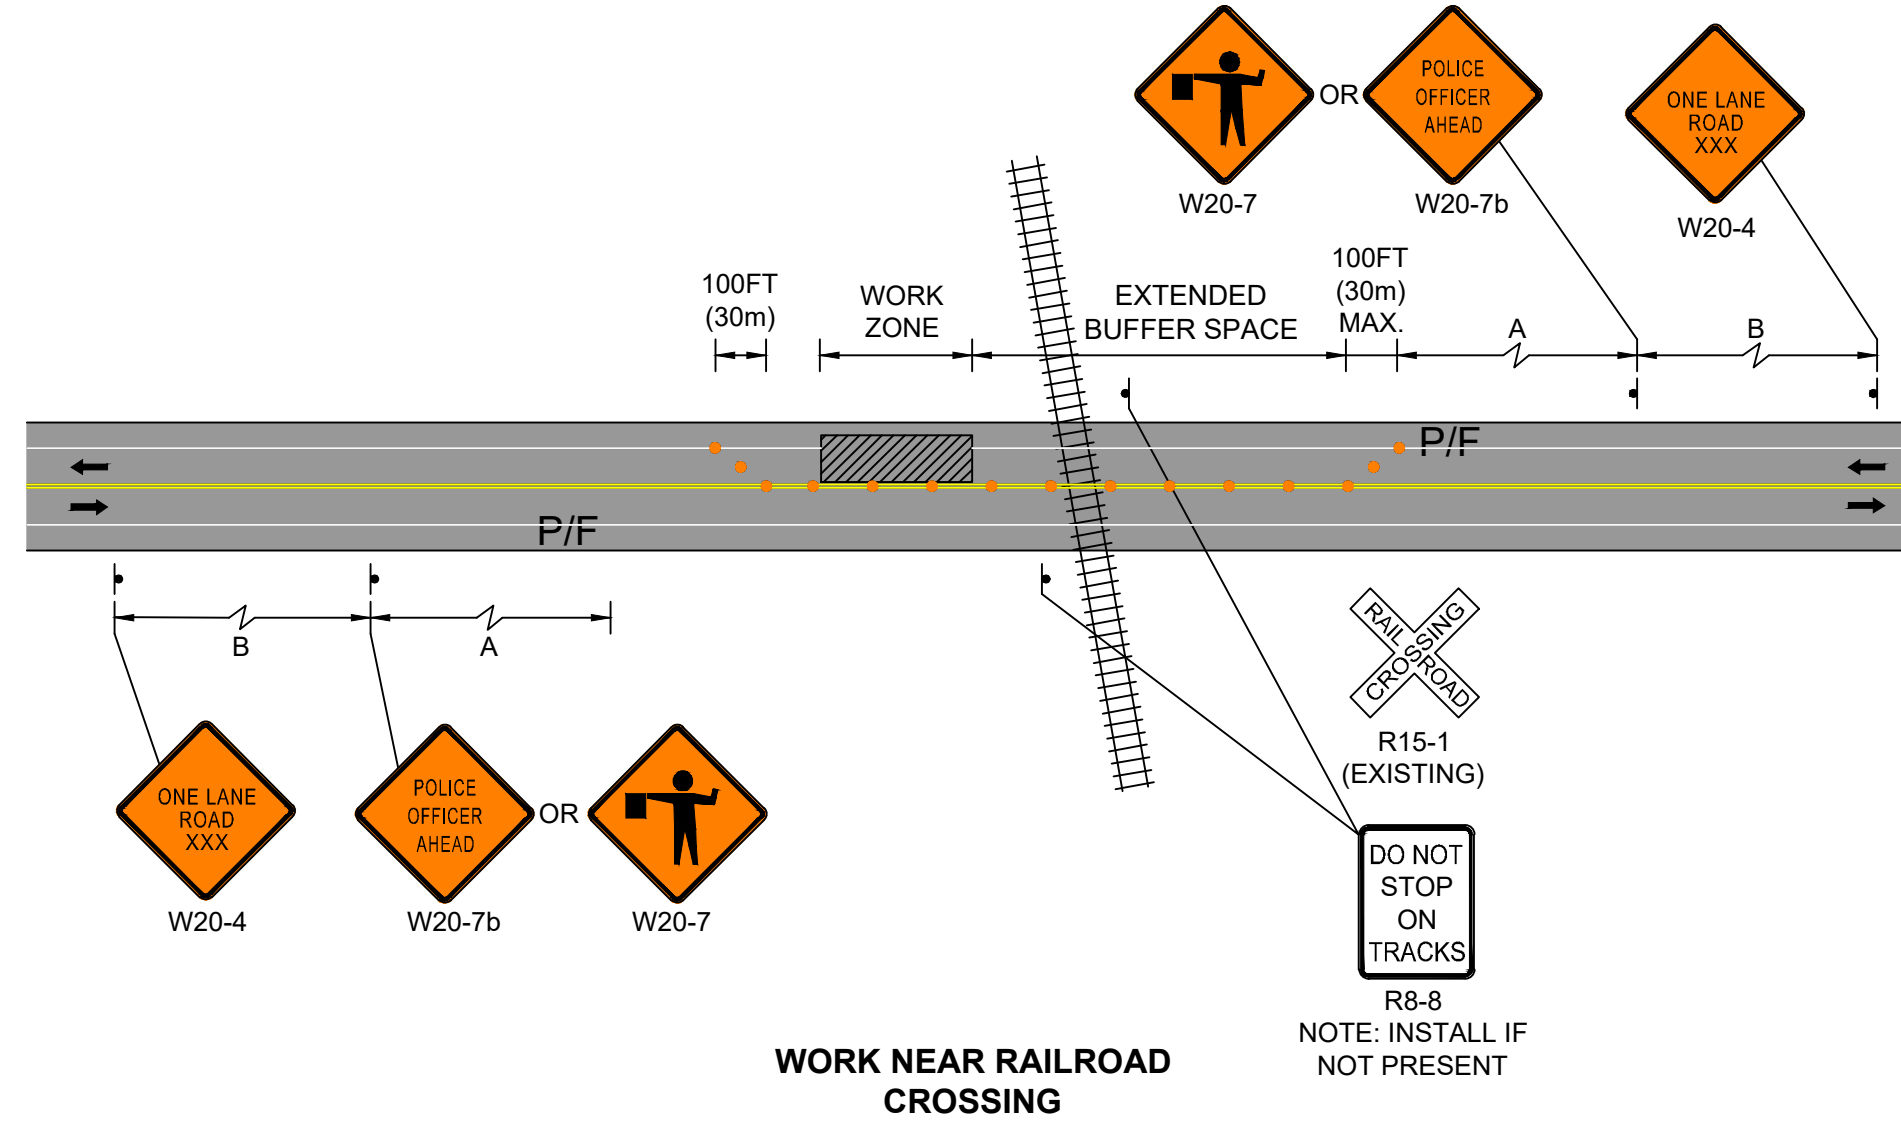 POLICE
OFFICER
AHEAD
OR
ONE LANE
ROAD
XXX
W20-7
W20-7b
W20-4
100FT
(30m)
WORK
ZONE
EXTENDED
BUFFER SPACE
100FT
(30m)
MAX.
A
B
P/F
P/F
B
A
RAILROAD
CROSSING
R15-1
(EXISTING)
ONE LANE
ROAD
XXX
POLICE
OFFICER
AHEAD
OR
W20-4
W20-7b
W20-7
DO NOT
STOP
ON
TRACKS
R8-8
NOTE: INSTALL IF
NOT PRESENT
WORK NEAR RAILROAD
CROSSING